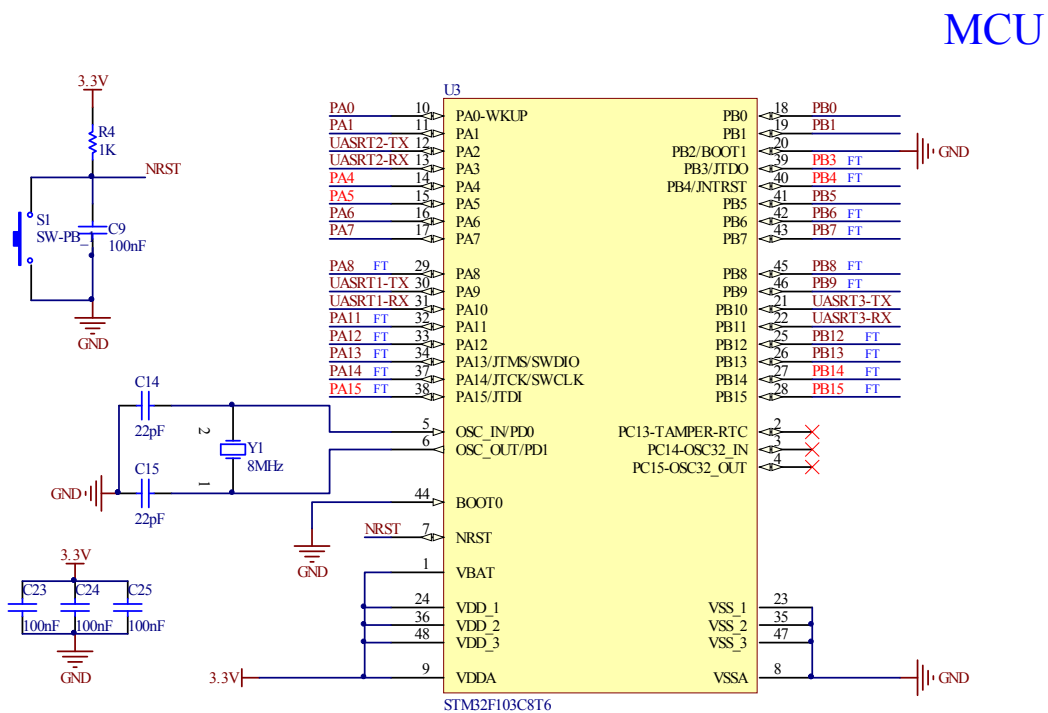 MCU
3.3V
R4
1K
NRST
S1
SW-PB
C9
100nF
GND
U3
PA0 10 PA0-WKUP
PA1 11 PA1
UASRT2-TX 12 PA2
UASRT2-RX 13 PA3
PA4 14 PA4
PA5 15 PA5
PA6 16 PA6
PA7 17 PA7
PA8 FT 29 PA8
UASRT1-TX 30 PA9
UASRT1-RX 31 PA10
PA11 FT 32 PA11
PA12 FT 33 PA12
PA13 FT 34 PA13/JTMS/SWDIO
PA14 FT 37 PA14/JTCK/SWCLK
PA15 FT 38 PA15/JTDI
5 OSC_IN/PD0
6 OSC_OUT/PD1
44 BOOT0
NRST 7 NRST
1 VBAT
24 VDD_1
36 VDD_2
48 VDD_3
3.3V 9 VDDA
PB0 18 PB0
PB1 19 PB1
PB2/BOOT1 20 GND
PB3/JTDO 39 PB3 FT
PB4/JNTRST 40 PB4 FT
PB5 41 PB5
PB6 42 PB6 FT
PB7 43 PB7 FT
PB8 45 PB8 FT
PB9 46 PB9 FT
PB10 21 UASRT3-TX
PB11 22 UASRT3-RX
PB12 25 PB12 FT
PB13 26 PB13 FT
PB14 27 PB14 FT
PB15 28 PB15 FT
PC13-TAMPER-RTC 2
PC14-OSC32_IN 3
PC15-OSC32_OUT 4
VSS_1 23
VSS_2 35
VSS_3 47
VSSA 8 GND
STM32F103C8T6
C14
22pF
2
Y1
8MHz
1
C15
22pF
GND
GND
3.3V
C23 C24 C25
100nF 100nF 100nF
GND